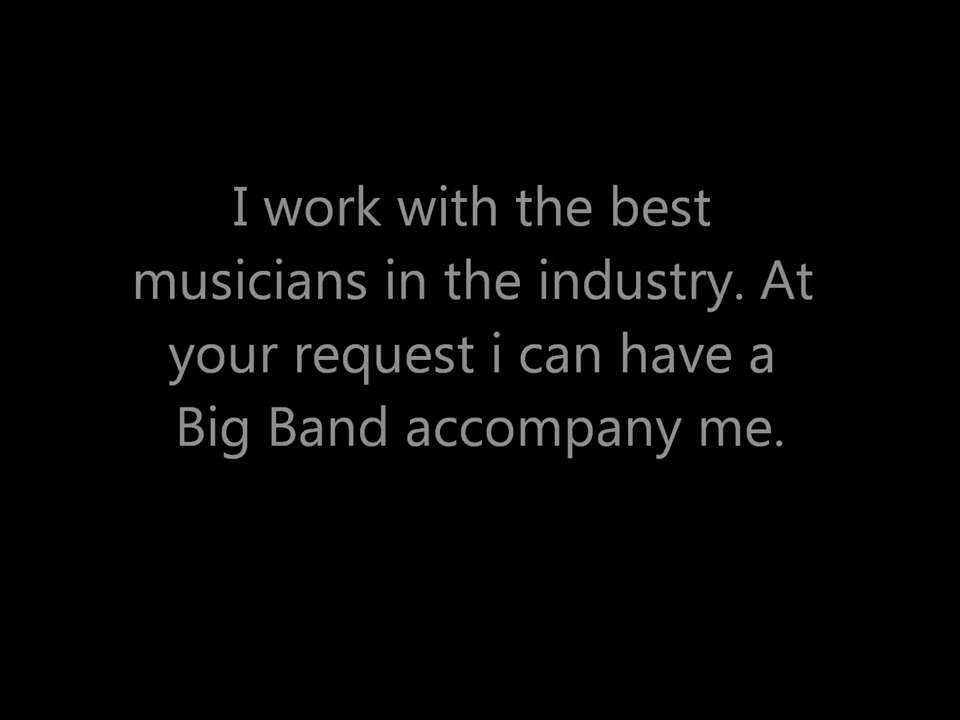 I work with the best
musicians in the industry. At
your request i can have a
Big Band accompany me.